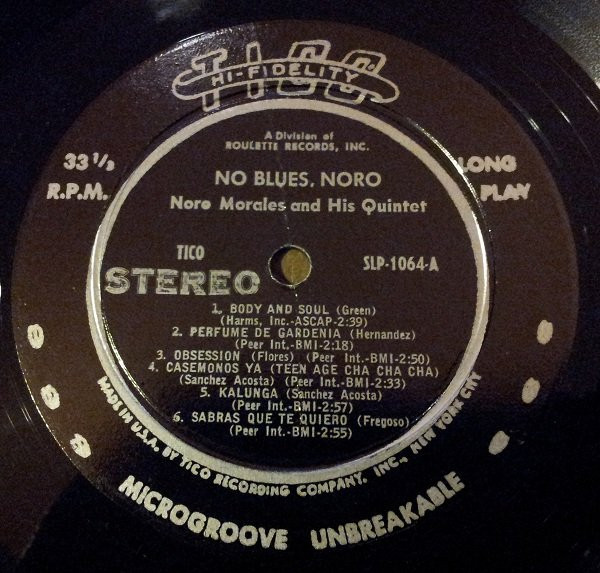 TICO
HI-FIDELITY
A Division of
ROULETTE RECORDS, INC.
33 1/3
R.P.M.
LONG
PLAY
NO BLUES, NORO
Noro Morales and His Quintet
TICO
STEREO
SLP-1064-A
1. BODY AND SOUL (Green)
(Harms, Inc.-ASCAP-2:39)
2. PERFUME DE GARDENIA (Hernandez)
(Peer Int.-BMI-2:18)
3. OBSESSION (Flores) (Peer Int.-BMI-2:50)
4. CASEMONOS YA (TEEN AGE CHA CHA CHA)
(Sanchez Acosta) (Peer Int.-BMI-2:33)
5. KALUNGA (Sanchez Acosta)
(Peer Int.-BMI-2:57)
6. SABRAS QUE TE QUIERO (Fregoso)
(Peer Int.-BMI-2:55)
MADE IN U.S.A. BY TICO RECORDING COMPANY, INC., NEW YORK CITY
MICROGROOVE UNBREAKABLE